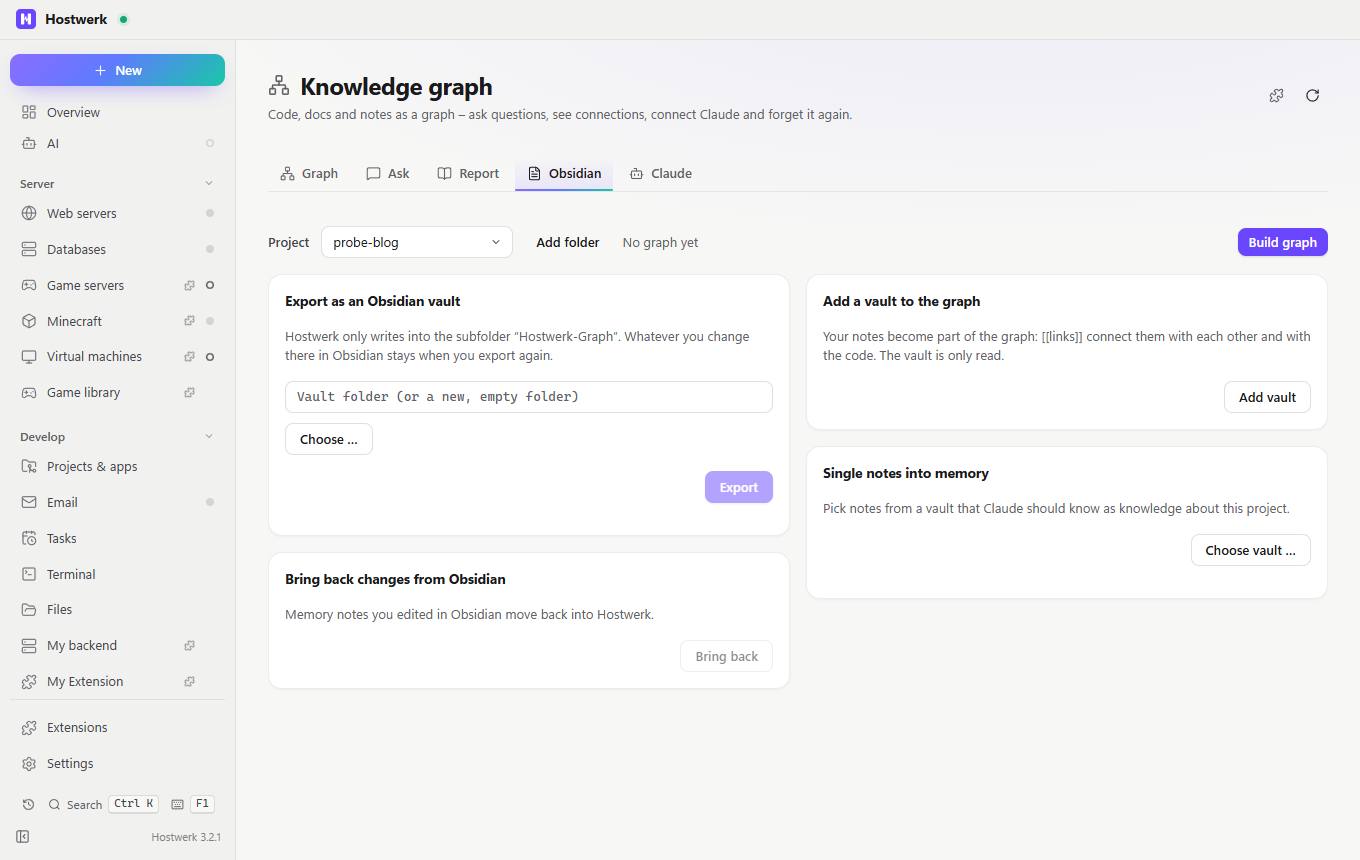 Hostwerk
New
Overview
AI
Server
Web servers
Databases
Game servers
Minecraft
Virtual machines
Game library
Develop
Projects & apps
Email
Tasks
Terminal
Files
My backend
My Extension
Extensions
Settings
Search Ctrl K F1
Hostwerk 3.2.1
Knowledge graph
Code, docs and notes as a graph – ask questions, see connections, connect Claude and forget it again.
Graph Ask Report Obsidian Claude
Project probe-blog Add folder No graph yet Build graph
Export as an Obsidian vault
Hostwerk only writes into the subfolder “Hostwerk-Graph”. Whatever you change
there in Obsidian stays when you export again.
Vault folder (or a new, empty folder)
Choose ...
Export
Bring back changes from Obsidian
Memory notes you edited in Obsidian move back into Hostwerk.
Bring back
Add a vault to the graph
Your notes become part of the graph: [[links]] connect them with each other and with
the code. The vault is only read.
Add vault
Single notes into memory
Pick notes from a vault that Claude should know as knowledge about this project.
Choose vault ...